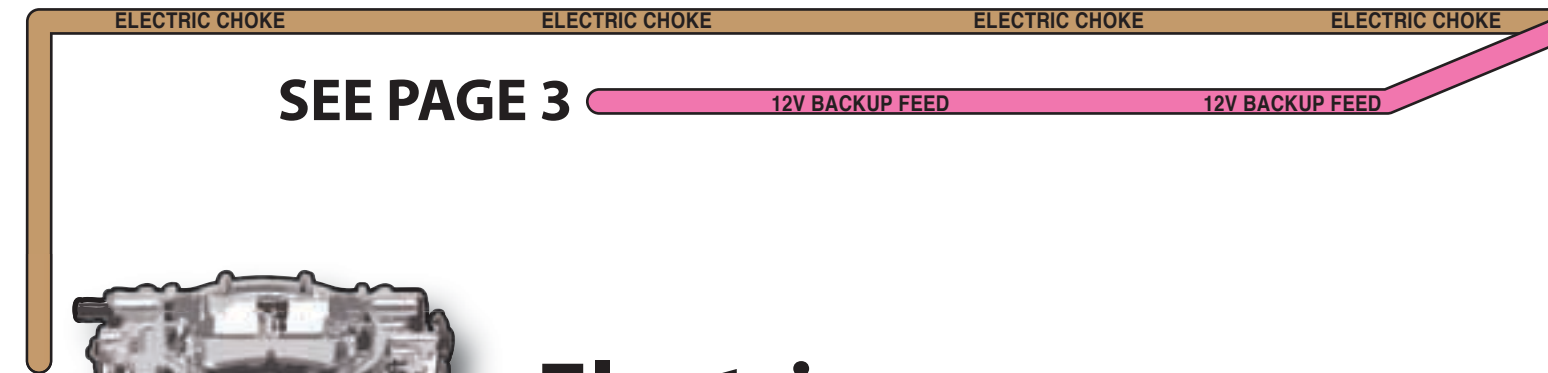 ELECTRIC CHOKE ELECTRIC CHOKE ELECTRIC CHOKE ELECTRIC CHOKE
SEE PAGE 3 12V BACKUP FEED 12V BACKUP FEED